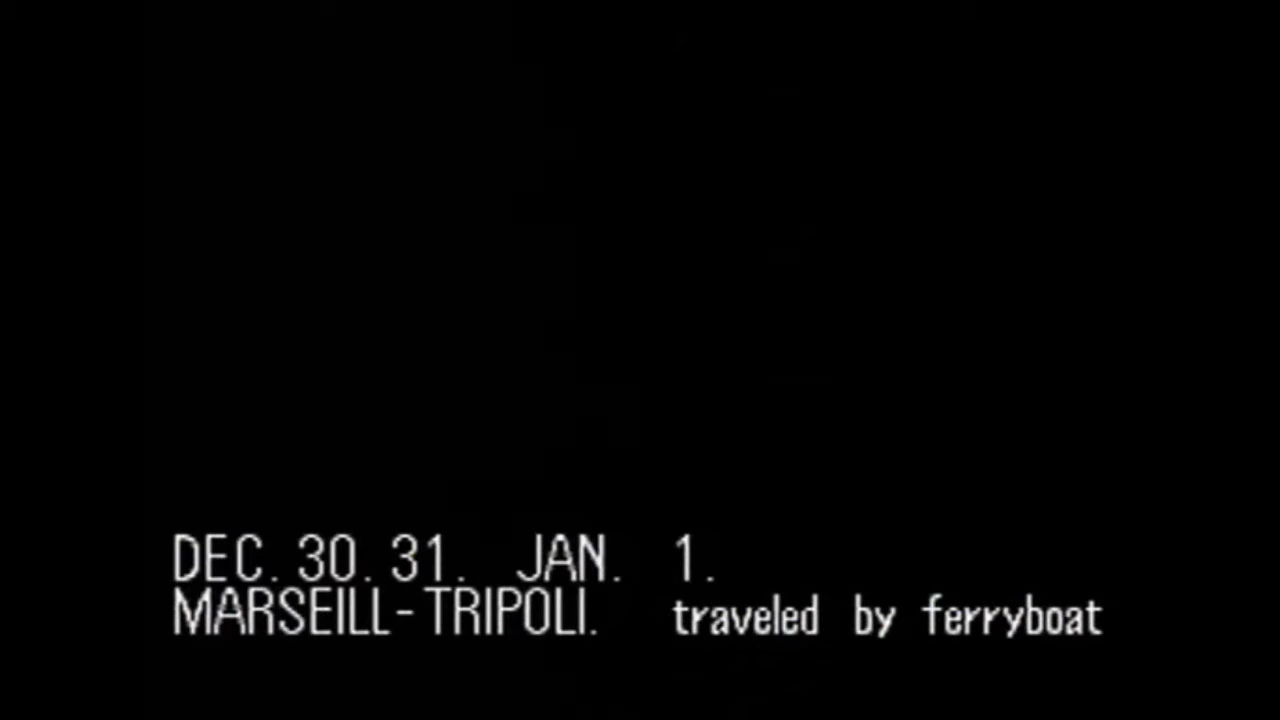 DEC.30.31. JAN. 1.
MARSEILL-TRIPOLI. traveled by ferryboat